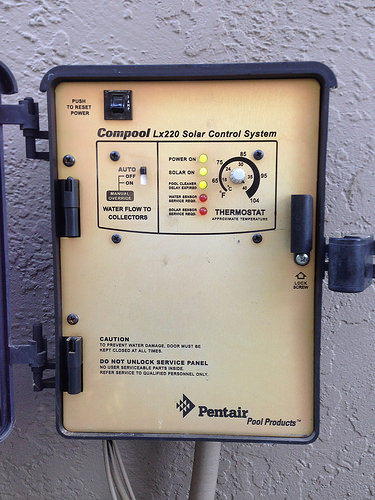 PUSH
TO RESET
POWER
Compool Lx220 Solar Control System
AUTO
OFF
ON
MANUAL
OVERRIDE
WATER FLOW TO
COLLECTORS
POWER ON
SOLAR ON
POOL CLEANER
DELAY EXPIRED
WATER SENSOR
SERVICE REQD.
SOLAR SENSOR
SERVICE REQD.
85
75
95
65
104
°F
°C
THERMOSTAT
APPROXIMATE TEMPERATURE
LOCK
SCREW
CAUTION
TO PREVENT WATER DAMAGE, DOOR MUST BE
KEPT CLOSED AT ALL TIMES.
DO NOT UNLOCK SERVICE PANEL
NO USER SERVICEABLE PARTS INSIDE.
REFER SERVICE TO QUALIFIED PERSONNEL ONLY.
Pentair
Pool Products™